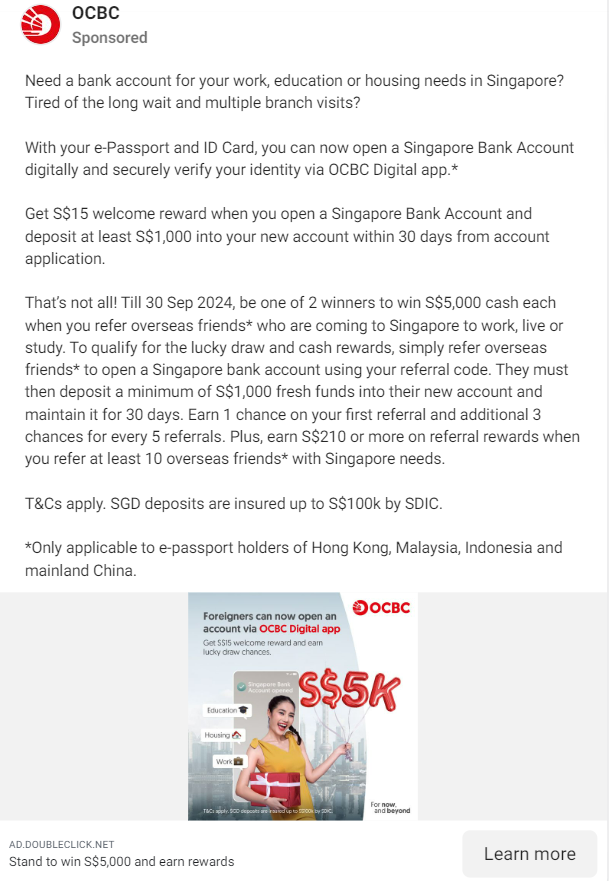 OCBC
Sponsored
Need a bank account for your work, education or housing needs in Singapore?
Tired of the long wait and multiple branch visits?
With your e-Passport and ID Card, you can now open a Singapore Bank Account
digitally and securely verify your identity via OCBC Digital app.*
Get S$15 welcome reward when you open a Singapore Bank Account and
deposit at least S$1,000 into your new account within 30 days from account
application.
That's not all! Till 30 Sep 2024, be one of 2 winners to win S$5,000 cash each
when you refer overseas friends* who are coming to Singapore to work, live or
study. To qualify for the lucky draw and cash rewards, simply refer overseas
friends* to open a Singapore bank account using your referral code. They must
then deposit a minimum of S$1,000 fresh funds into their new account and
maintain it for 30 days. Earn 1 chance on your first referral and additional 3
chances for every 5 referrals. Plus, earn S$210 or more on referral rewards when
you refer at least 10 overseas friends* with Singapore needs.
T&Cs apply. SGD deposits are insured up to S$100k by SDIC.
*Only applicable to e-passport holders of Hong Kong, Malaysia, Indonesia and
mainland China.
OCBC
Foreigners can now open an
account via OCBC Digital app
Get S$15 welcome reward and earn
lucky draw chances.
Singapore Bank
Account opened
S$5K
Education
Housing
Work
T&Cs apply. SGD deposits are insured up to S$100k by SDIC
For now,
and beyond
AD.DOUBLECLICK.NET
Stand to win S$5,000 and earn rewards
Learn more